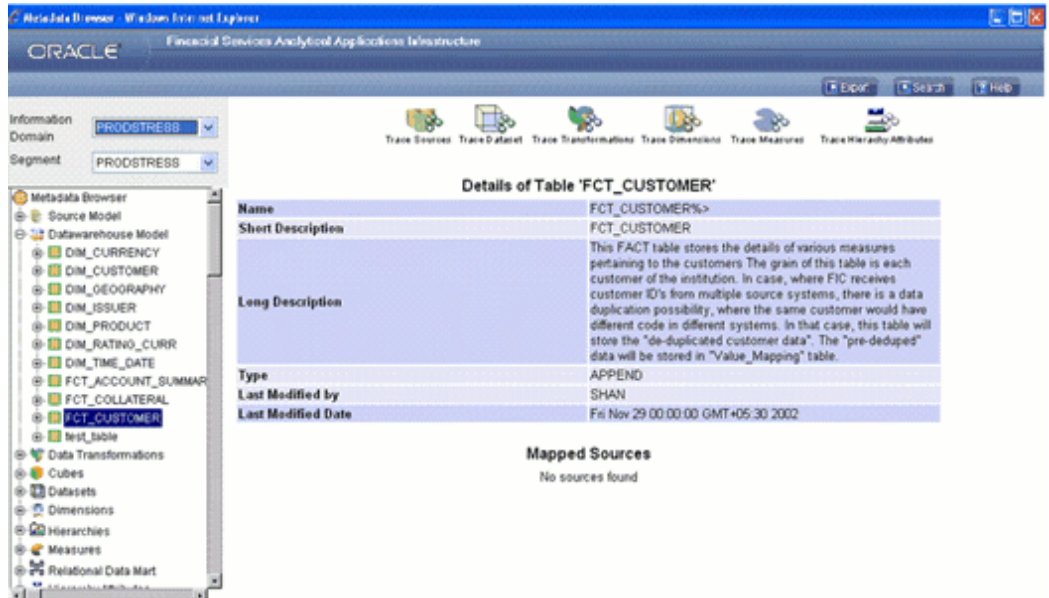 Metadata Browser - Windows Internet Explorer
ORACLE
Financial Services Analytical Applications Infrastructure
Export
Search
? Help
Information Domain
PRODSTRESS
Segment
PRODSTRESS
Trace Sources
Trace Dataset
Trace Transformations
Trace Dimensions
Trace Measures
Trace Hierarchy Attributes
Metadata Browser
Source Model
Datawarehouse Model
DIM_CURRENCY
DIM_CUSTOMER
DIM_GEOGRAPHY
DIM_ISSUER
DIM_PRODUCT
DIM_RATING_CURR
DIM_TIME_DATE
FCT_ACCOUNT_SUMMAR
FCT_COLLATERAL
FCT_CUSTOMER
test_table
Data Transformations
Cubes
Datasets
Dimensions
Hierarchies
Measures
Relational Data Mart
Details of Table 'FCT_CUSTOMER'
Name
FCT_CUSTOMER%>
Short Description
FCT_CUSTOMER
Long Description
This FACT table stores the details of various measures
pertaining to the customers The grain of this table is each
customer of the institution. In case, where FIC receives
customer ID's from multiple source systems, there is a data
duplication possibility, where the same customer would have
different code in different systems. In that case, this table will
store the "de-duplicated customer data". The "pre-deduped"
data will be stored in "Value_Mapping" table.
Type
APPEND
Last Modified by
SHAN
Last Modified Date
Fri Nov 29 00:00:00 GMT+05:30 2002
Mapped Sources
No sources found